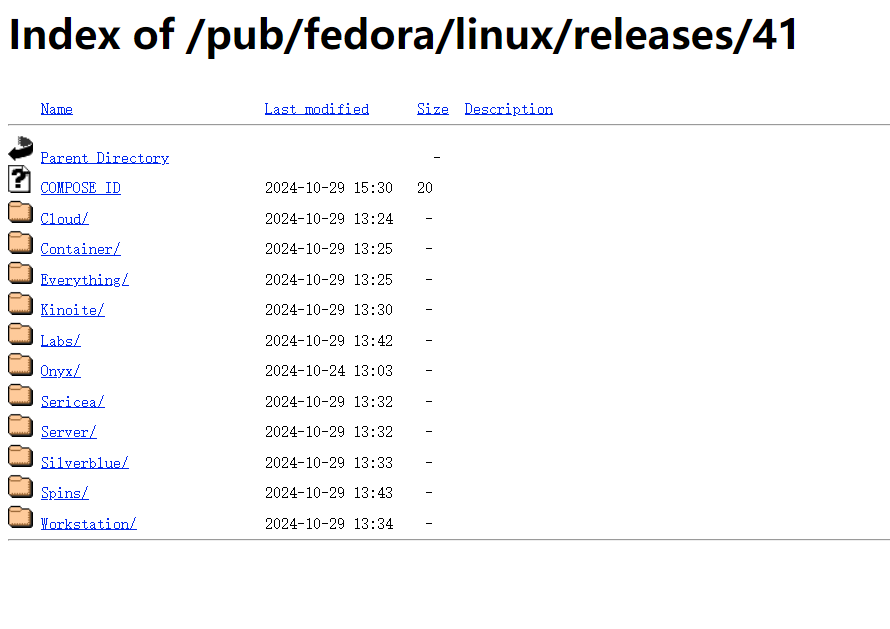 Index of /pub/fedora/linux/releases/41
Name Last modified Size Description
Parent Directory -
COMPOSE_ID 2024-10-29 15:30 20
Cloud/ 2024-10-29 13:24 -
Container/ 2024-10-29 13:25 -
Everything/ 2024-10-29 13:25 -
Kinoite/ 2024-10-29 13:30 -
Labs/ 2024-10-29 13:42 -
Onyx/ 2024-10-24 13:03 -
Sericea/ 2024-10-29 13:32 -
Server/ 2024-10-29 13:32 -
Silverblue/ 2024-10-29 13:33 -
Spins/ 2024-10-29 13:43 -
Workstation/ 2024-10-29 13:34 -